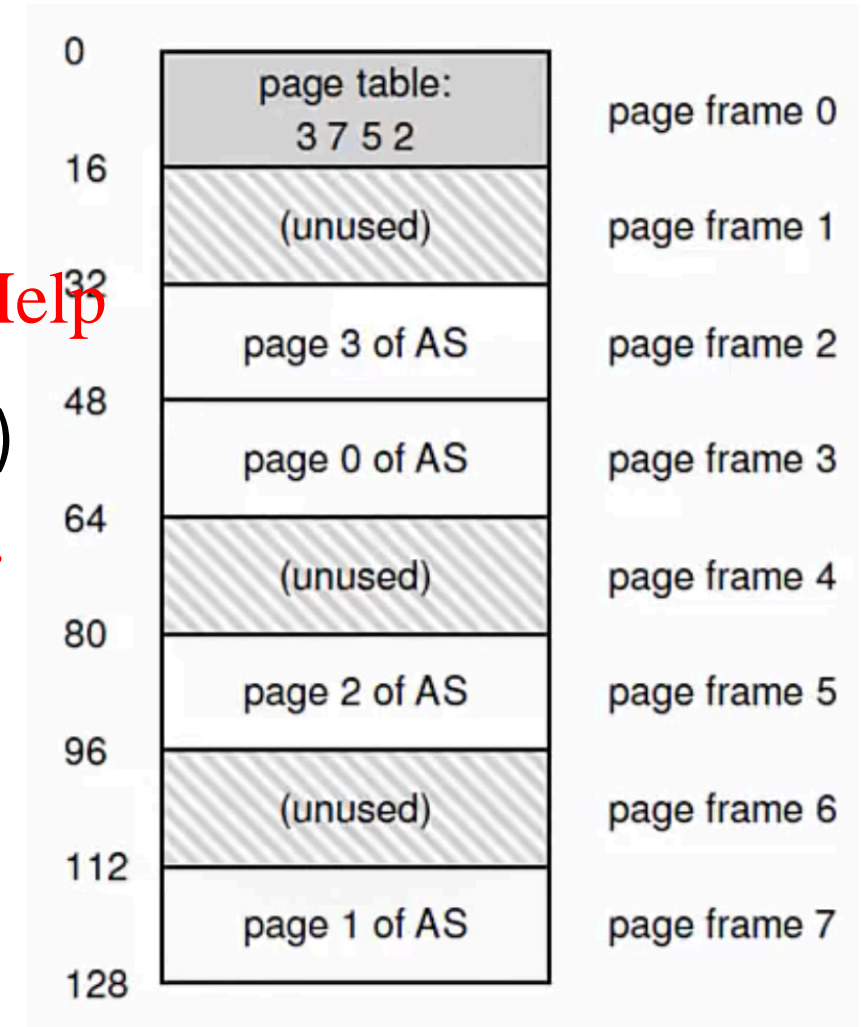 0
page table:
3 7 5 2
page frame 0
16
(unused)
page frame 1
32
Help
page 3 of AS
page frame 2
48
)
page 0 of AS
page frame 3
64
(unused)
page frame 4
80
page 2 of AS
page frame 5
96
(unused)
page frame 6
112
page 1 of AS
page frame 7
128